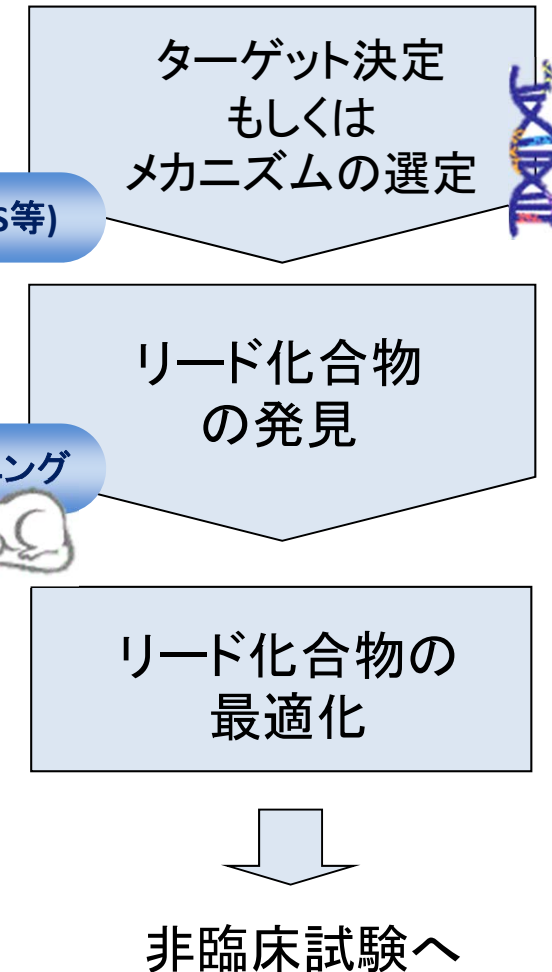 ターゲット決定
もしくは
メカニズムの選定
S等)
リード化合物
の発見
ニング
リード化合物の
最適化
非臨床試験へ